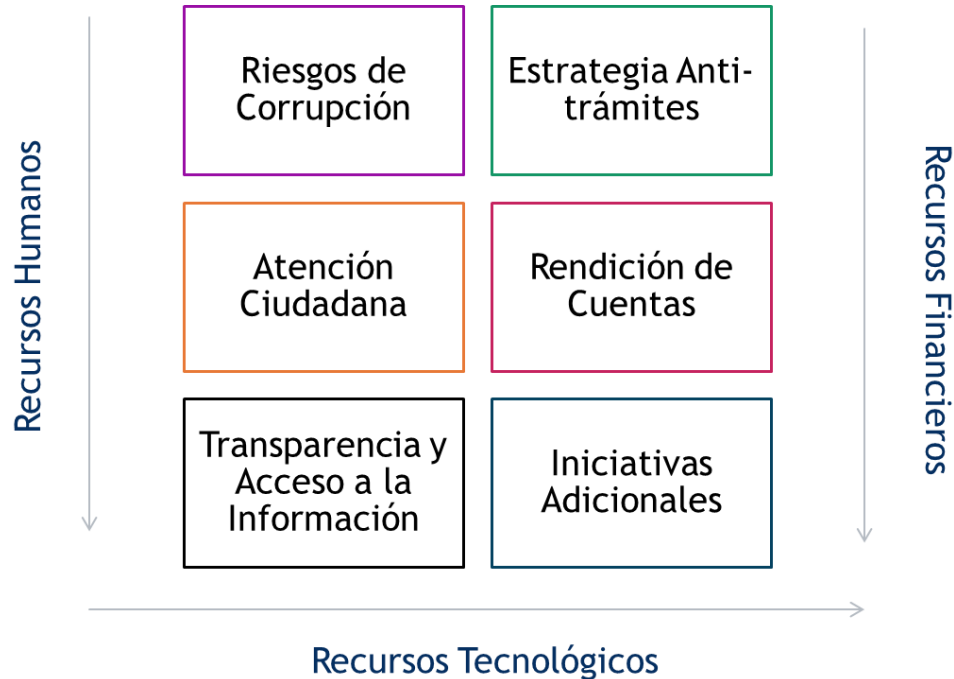 Riesgos de
Corrupción
Estrategia Anti-
trámites
Recursos Humanos
Atención
Ciudadana
Rendición de
Cuentas
Recursos Financieros
Transparencia y
Acceso a la
Información
Iniciativas
Adicionales
Recursos Tecnológicos